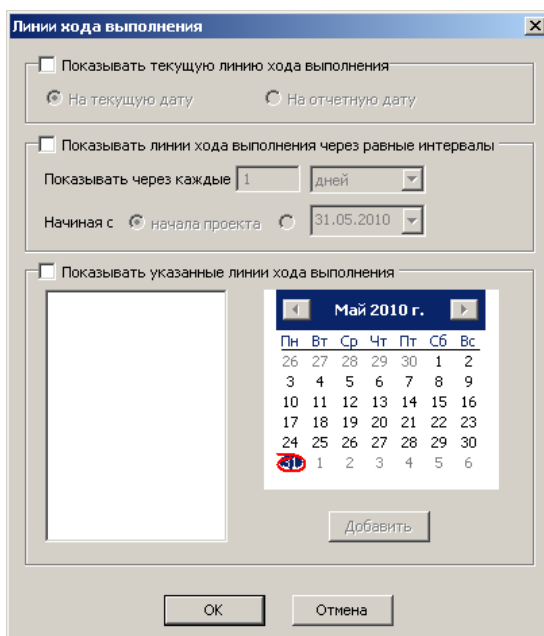 Линии хода выполнения
Показывать текущую линию хода выполнения
На текущую дату На отчетную дату
Показывать линии хода выполнения через равные интервалы
Показывать через каждые 1 дней
Начиная с начала проекта 31.05.2010
Показывать указанные линии хода выполнения
Май 2010 г.
Пн Вт Ср Чт Пт Сб Вс
26 27 28 29 30 1 2
3 4 5 6 7 8 9
10 11 12 13 14 15 16
17 18 19 20 21 22 23
24 25 26 27 28 29 30
31 1 2 3 4 5 6
Добавить
OK Отмена